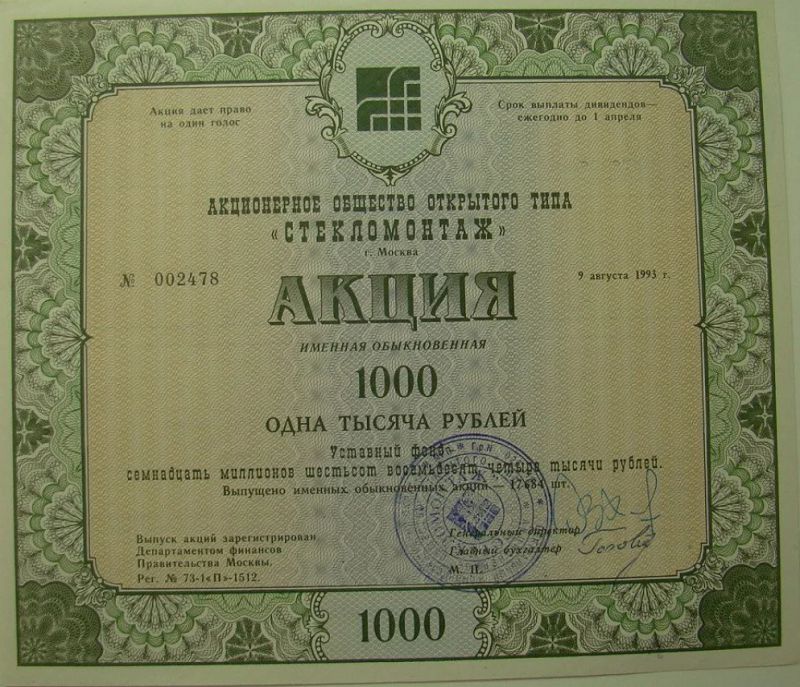 Акция дает право
на один голос
Срок выплаты дивидендов—
ежегодно до 1 апреля
АКЦИОНЕРНОЕ ОБЩЕСТВО ОТКРЫТОГО ТИПА
«СТЕКЛОМОНТАЖ»
г. Москва
№ 002478
9 августа 1993 г.
АКЦИЯ
ИМЕННАЯ ОБЫКНОВЕННАЯ
1000
ОДНА ТЫСЯЧА РУБЛЕЙ
Уставный фонд
семнадцать миллионов шестьсот восемьдесят четыре тысячи рублей.
Выпущено именных обыкновенных акций — 17684 шт.
Выпуск акций зарегистрирован
Департаментом финансов
Правительства Москвы.
Рег. № 73-1«П»-1512.
Генеральный директор
Главный бухгалтер
М. П.
1000